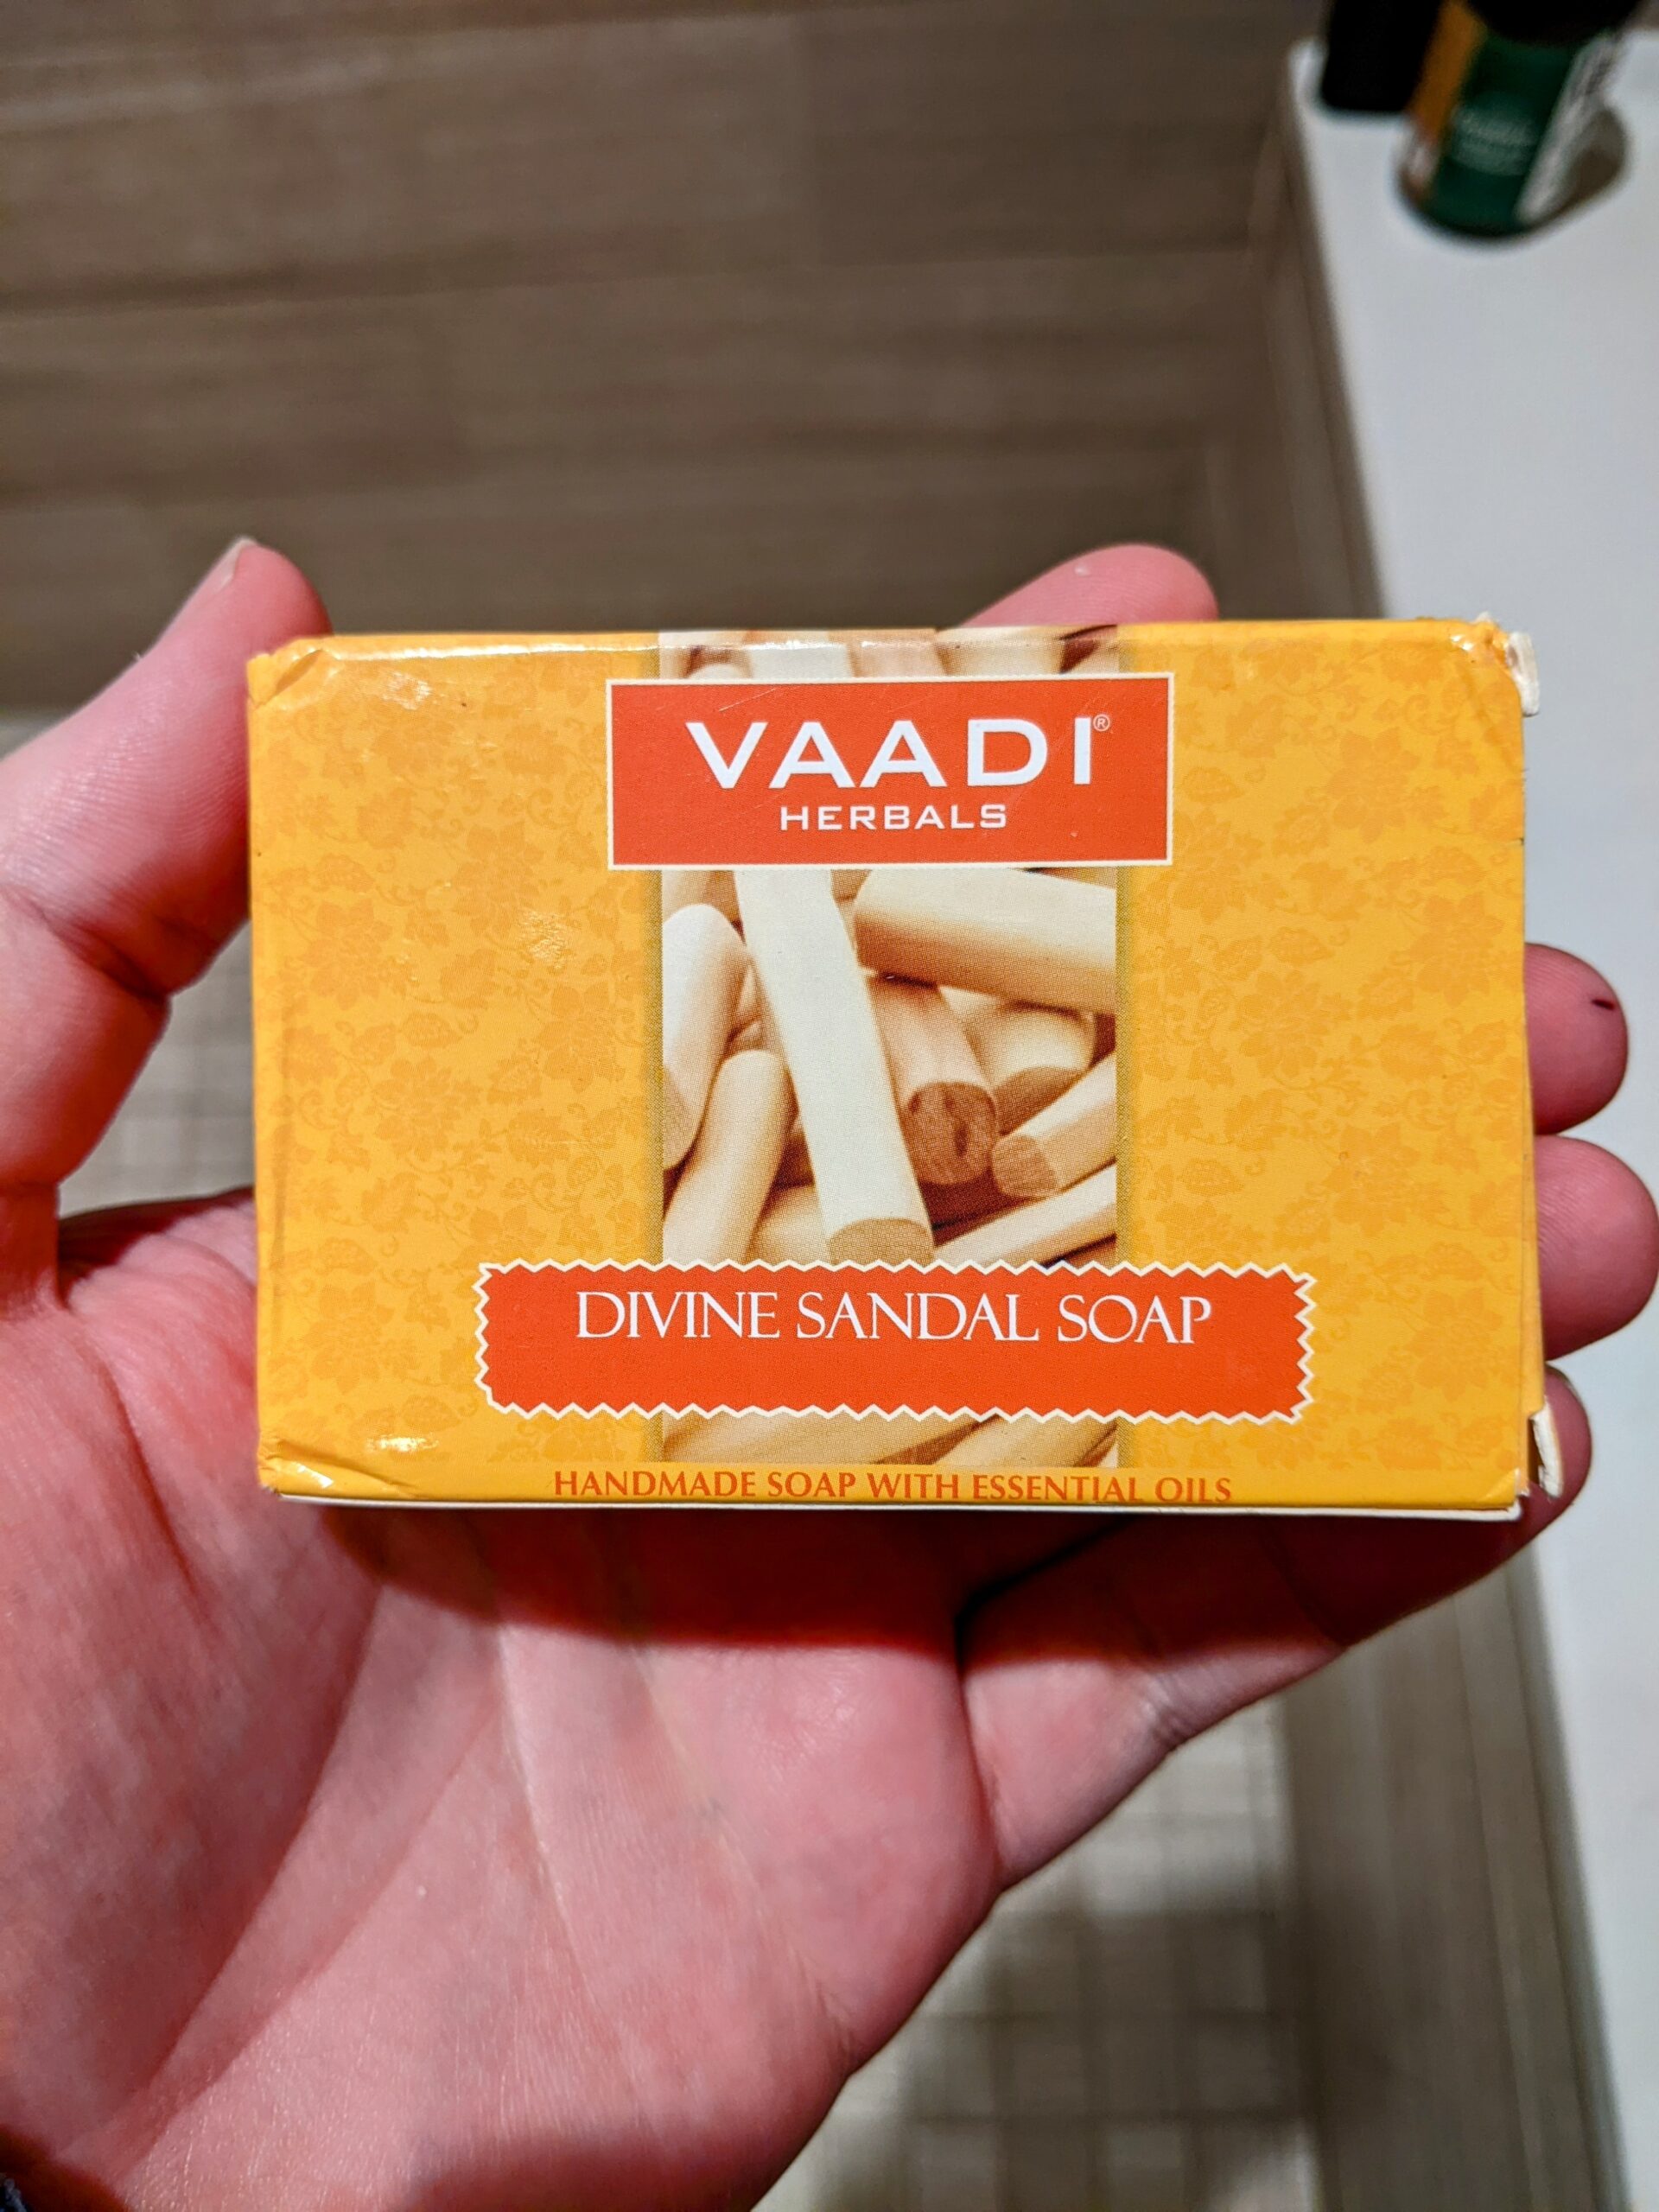 VAADI®
HERBALS
DIVINE SANDAL SOAP
HANDMADE SOAP WITH ESSENTIAL OILS